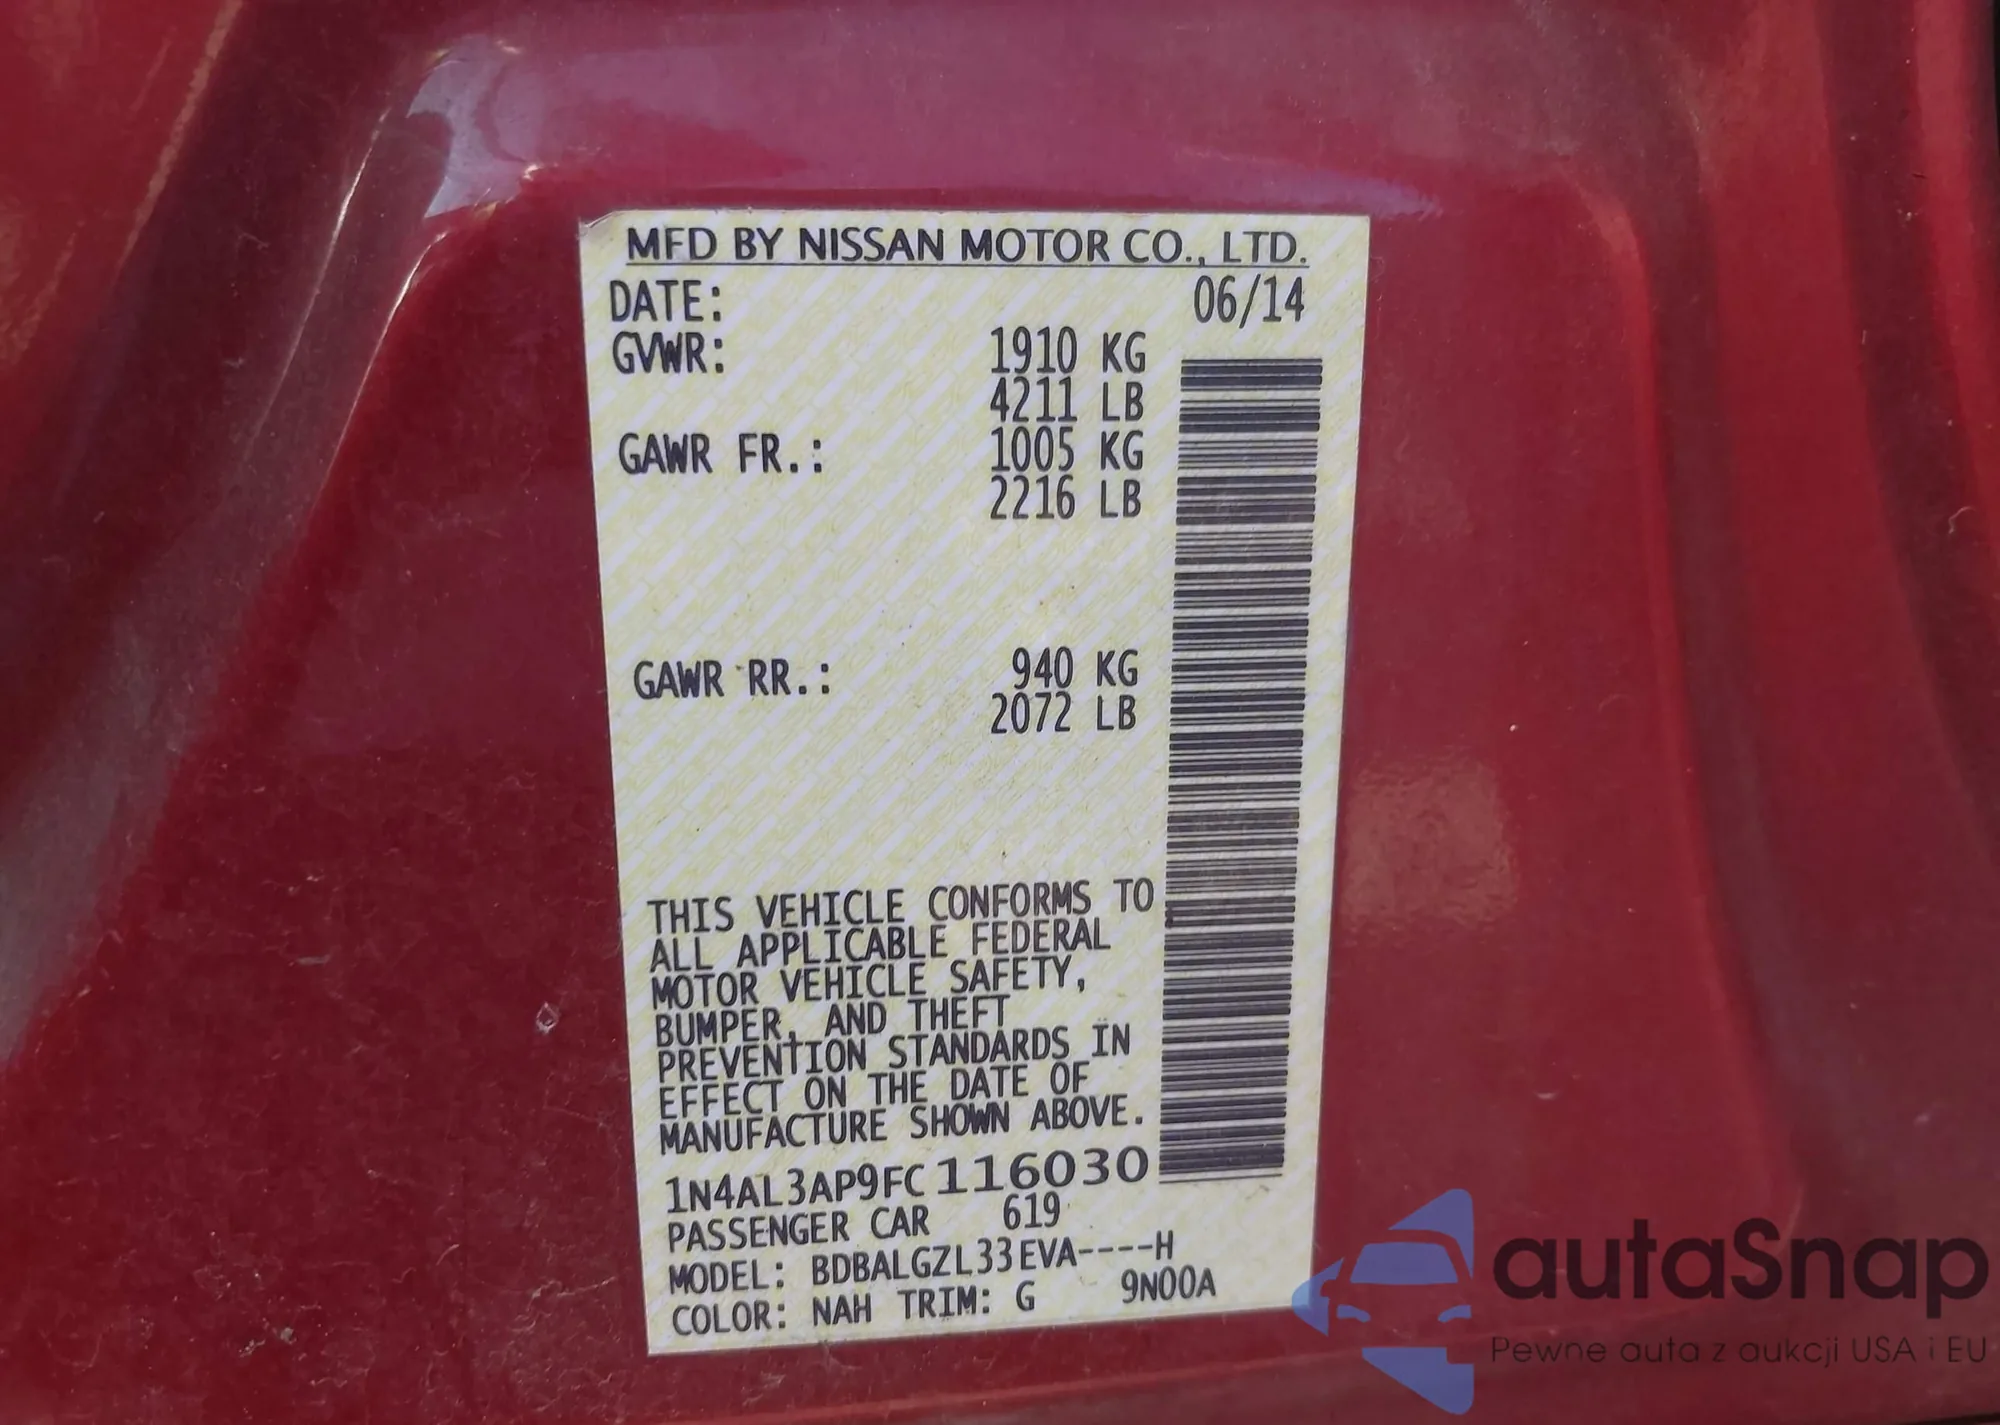 MFD BY NISSAN MOTOR CO., LTD.
DATE: 06/14
GVWR: 1910 KG
4211 LB
GAWR FR.: 1005 KG
2216 LB
GAWR RR.: 940 KG
2072 LB
THIS VEHICLE CONFORMS TO
ALL APPLICABLE FEDERAL
MOTOR VEHICLE SAFETY,
BUMPER, AND THEFT
PREVENTION STANDARDS IN
EFFECT ON THE DATE OF
MANUFACTURE SHOWN ABOVE.
1N4AL3AP9FC116030
PASSENGER CAR 619
MODEL: BDBALGZL33EVA----H
COLOR: NAH TRIM: G 9N00A
autaSnap
Pewne auta z aukcji USA i EU